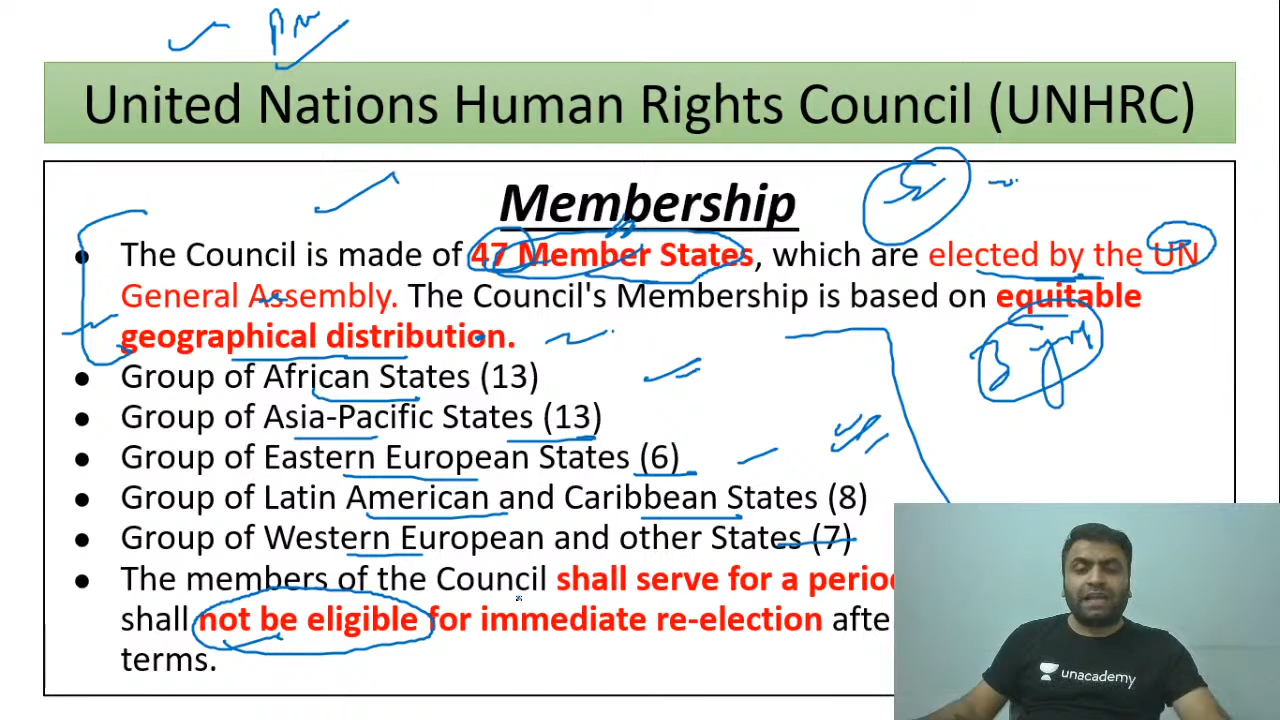 United Nations Human Rights Council (UNHRC)
Membership
● The Council is made of 47 Member States, which are elected by the UN
General Assembly. The Council's Membership is based on equitable
geographical distribution.
● Group of African States (13)
● Group of Asia-Pacific States (13)
● Group of Eastern European States (6)
● Group of Latin American and Caribbean States (8)
● Group of Western European and other States (7)
● The members of the Council shall serve for a period
shall not be eligible for immediate re-election after
terms.
unacademy